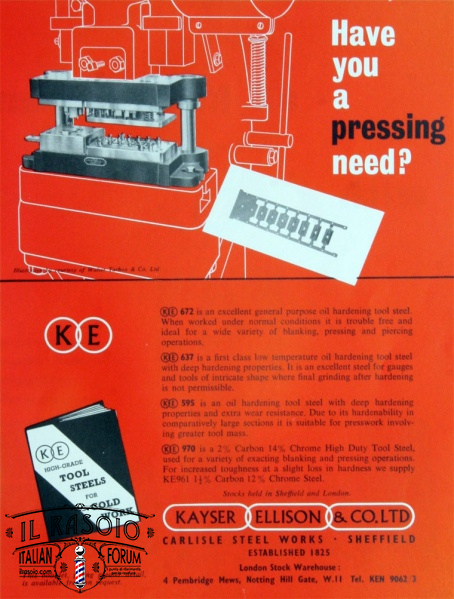 Have
you
a
pressing
need?
of
& Co. Ltd
KE 672 is an excellent general purpose oil hardening tool steel.
When worked under normal conditions it is trouble free and
ideal for a wide variety of blanking, pressing and piercing
operations.
KE
KE 637 is a first class low temperature oil hardening tool steel
with deep hardening properties. It is an excellent steel for gauges
and tools of intricate shape where final grinding after hardening
is not permissible.
KE 595 is an oil hardening tool steel with deep hardening
properties and extra wear resistance. Due to its hardenability in
comparatively large sections it is suitable for presswork involv-
ing greater tool mass.
KE 970 is a 2% Carbon 14% Chrome High Duty Tool Steel,
used for a variety of exacting blanking and pressing operations.
For increased toughness at a slight loss in hardness we supply
KE961 1½% Carbon 12% Chrome Steel.
Stocks held in Sheffield and London.
KE
HIGH-GRADE
TOOL
STEELS
FOR
COLD
WORK
KAYSER ELLISON & CO. LTD
CARLISLE STEEL WORKS · SHEFFIELD
ESTABLISHED 1825
London Stock Warehouse :
4 Pembridge Mews, Notting Hill Gate, W.11 Tel. KEN 9062/3
is available
request
IL RASOIO
ITALIAN FORUM